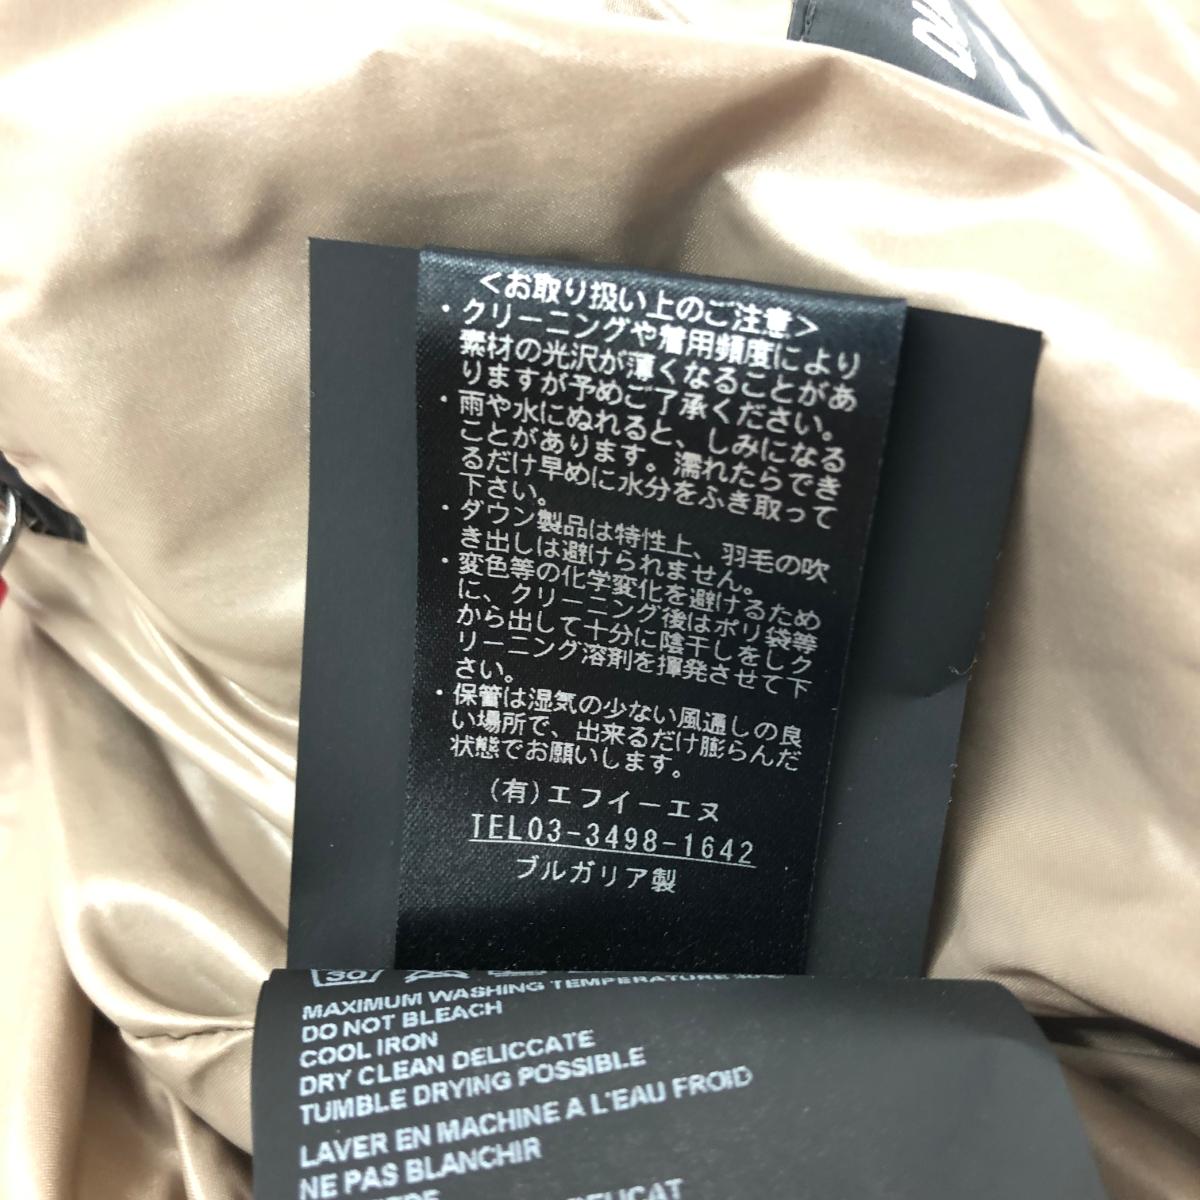 ＜お取り扱い上のご注意＞
・クリーニングや着用頻度により
素材の光沢が薄くなることがあ
りますが予めご了承ください。
・雨や水にぬれると、しみになる
ことがあります。濡れたらでき
るだけ早めに水分をふき取って
下さい。
・ダウン製品は特性上、羽毛の吹
き出しは避けられません。
・変色等の化学変化を避けるため
に、クリーニング後はポリ袋等
から出して十分に陰干しをしク
リーニング溶剤を揮発させて下
さい。
・保管は湿気の少ない風通しの良
い場所で、出来るだけ膨らんだ
状態でお願いします。
(有)エフイーエヌ
TEL03-3498-1642
ブルガリア製
30
MAXIMUM WASHING TEMPERATURE
DO NOT BLEACH
COOL IRON
DRY CLEAN DELICCATE
TUMBLE DRYING POSSIBLE
LAVER EN MACHINE A L'EAU FROID
NE PAS BLANCHIR
DELICAT